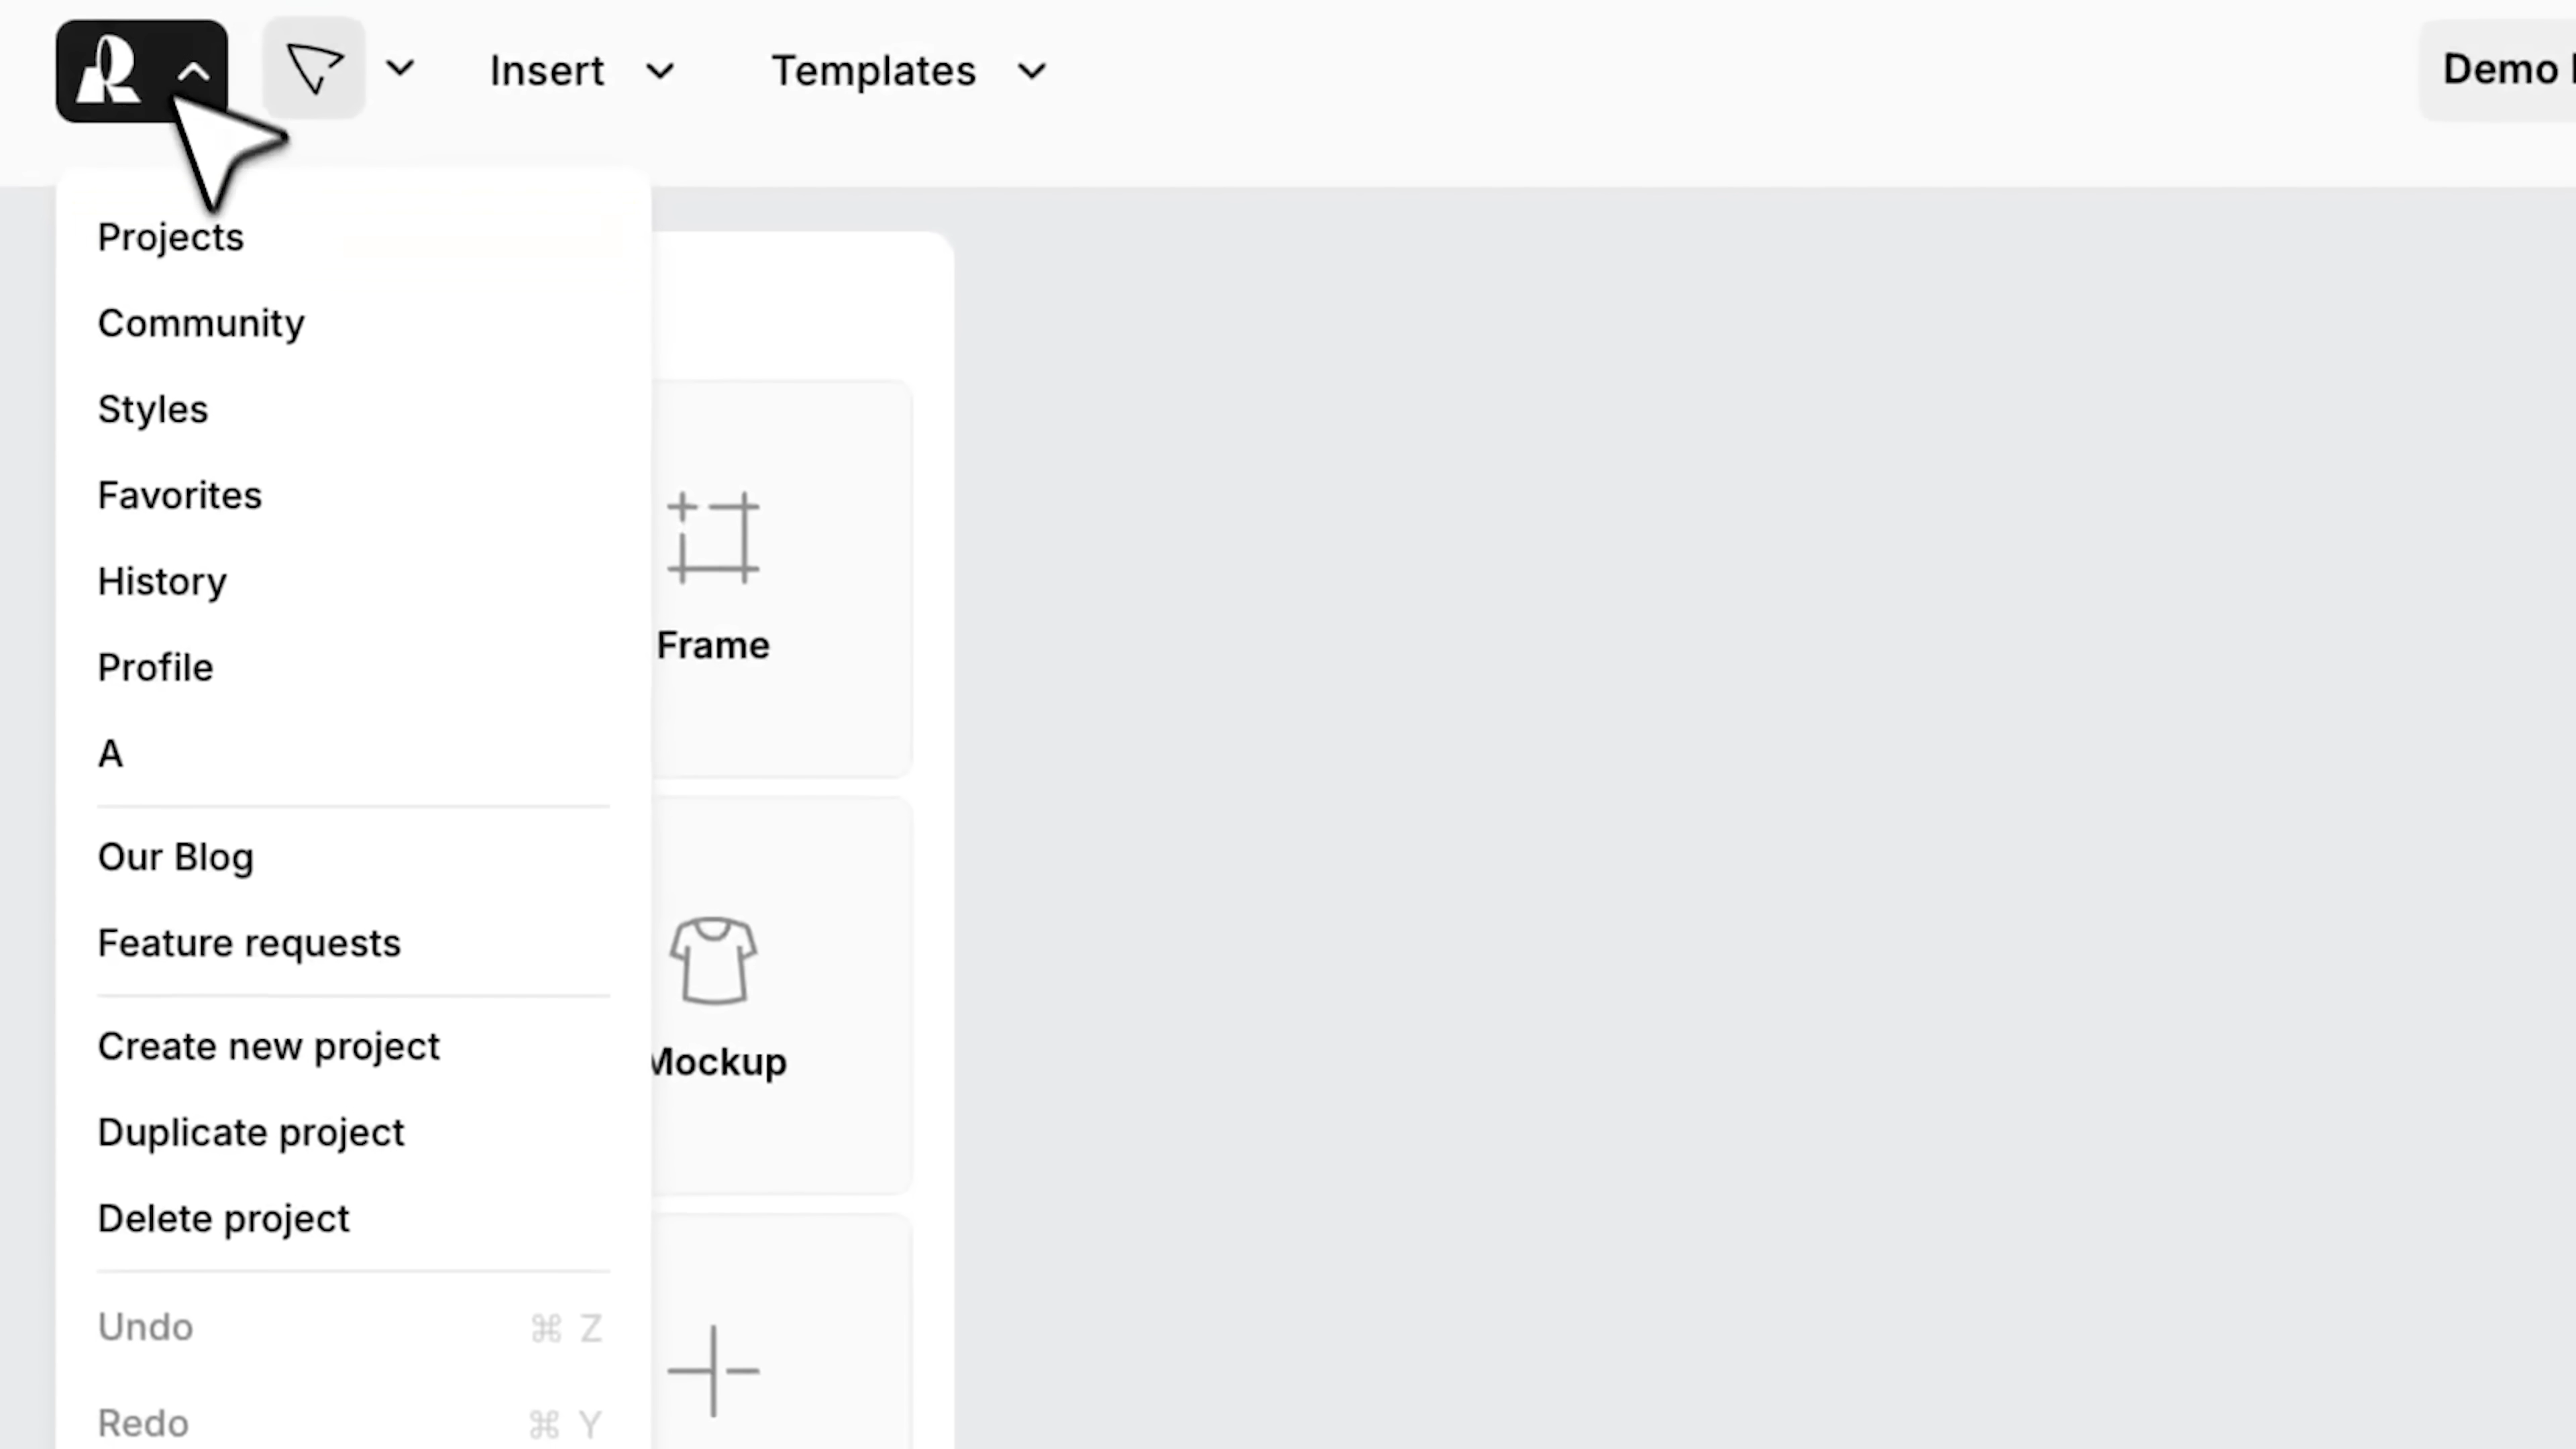 Insert
Templates
Demo
Projects
Community
Styles
Favorites
History
Profile
A
Our Blog
Feature requests
Create new project
Duplicate project
Delete project
Undo ⌘ Z
Redo ⌘ Y
Frame
Mockup